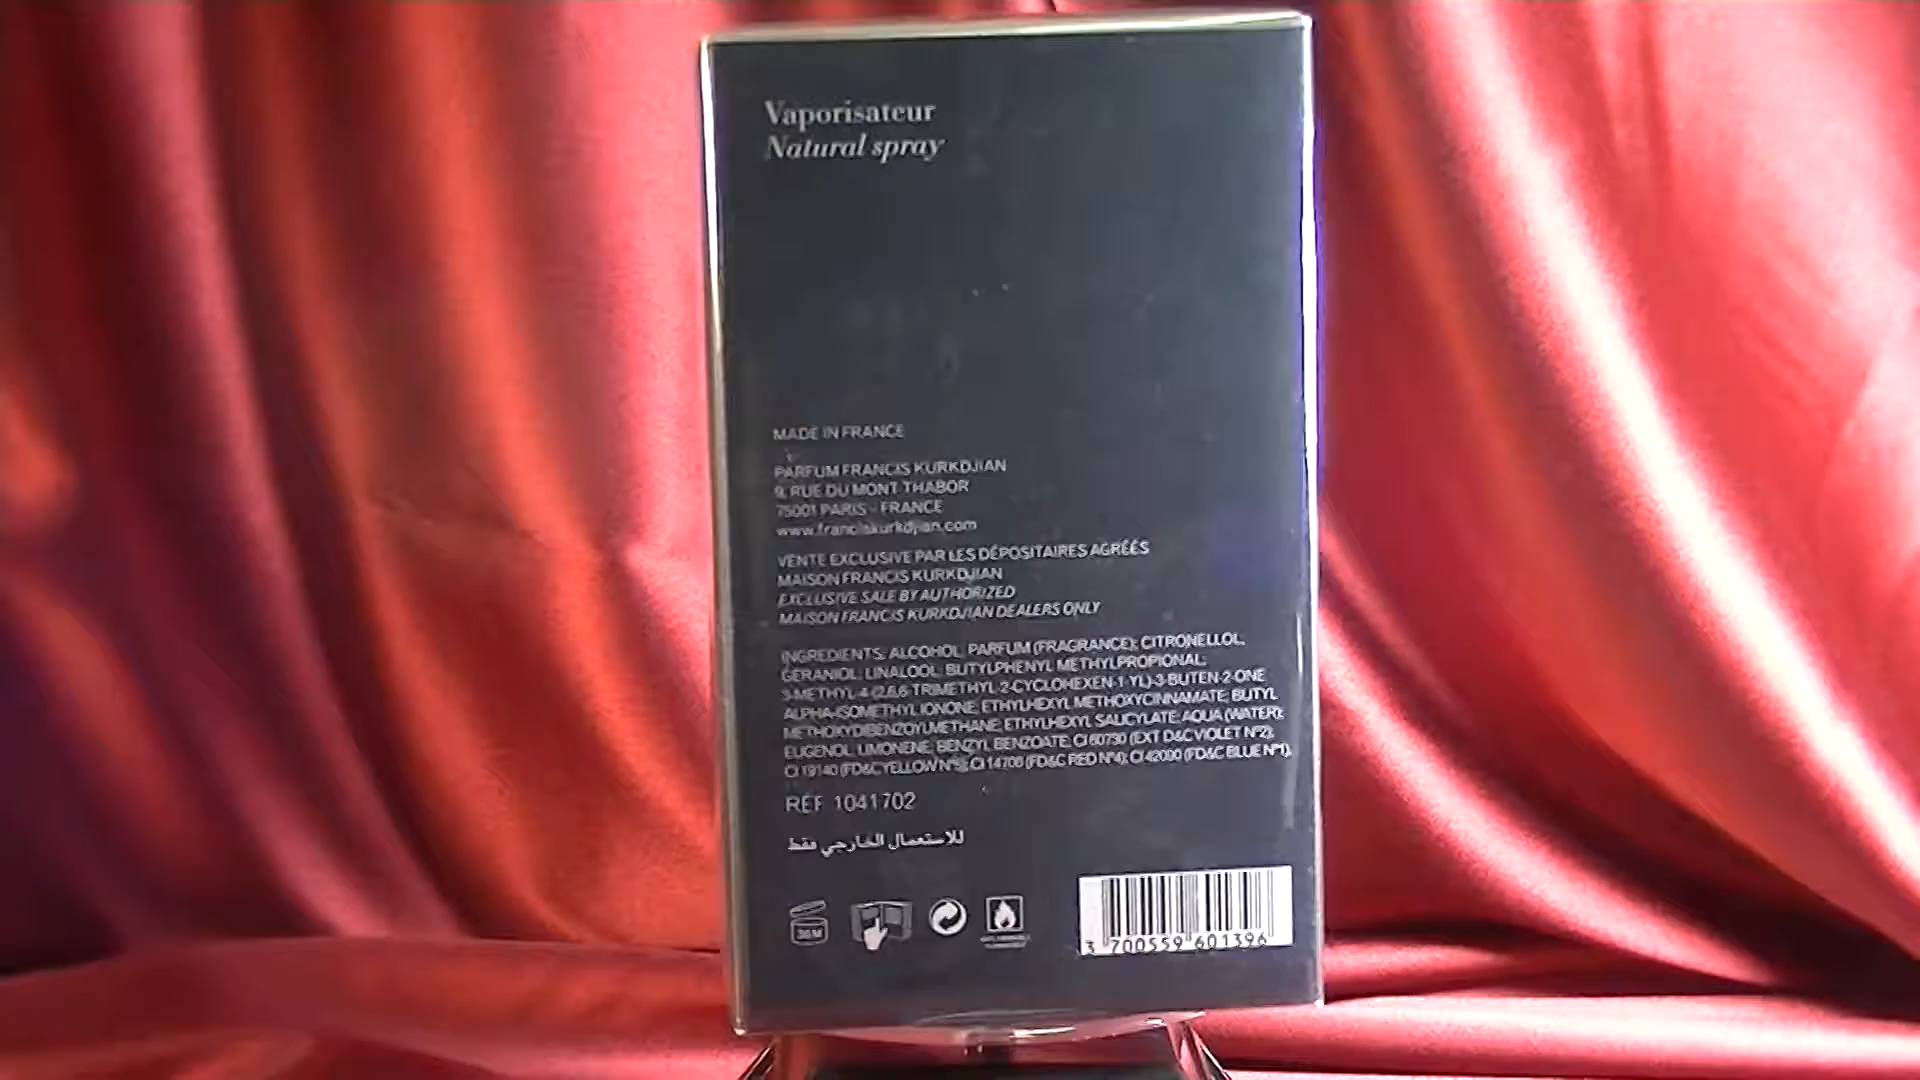 Vaporisateur
Natural spray
MADE IN FRANCE
PARFUM FRANCIS KURKDJIAN
9, RUE DU MONT THABOR
75001 PARIS - FRANCE
www.franciskurkdjian.com
VENTE EXCLUSIVE PAR LES DÉPOSITAIRES AGRÉÉS
MAISON FRANCIS KURKDJIAN
EXCLUSIVE SALE BY AUTHORIZED
MAISON FRANCIS KURKDJIAN DEALERS ONLY
INGREDIENTS: ALCOHOL; PARFUM (FRAGRANCE); CITRONELLOL;
GERANIOL; LINALOOL; BUTYLPHENYL METHYLPROPIONAL;
3-METHYL-4-(2,6,6-TRIMETHYL-2-CYCLOHEXEN-1-YL)-3-BUTEN-2-ONE
ALPHA-ISOMETHYL IONONE; ETHYLHEXYL METHOXYCINNAMATE; BUTYL
METHOXYDIBENZOYLMETHANE; ETHYLHEXYL SALICYLATE; AQUA (WATER);
EUGENOL; LIMONENE; BENZYL BENZOATE; CI 60730 (EXT D&C VIOLET N°2);
CI 19140 (FD&C YELLOW N°5); CI 14700 (FD&C RED N°4); CI 42090 (FD&C BLUE N°1).
REF 1041702
للاستعمال الخارجي فقط
36M
3 700559 601396